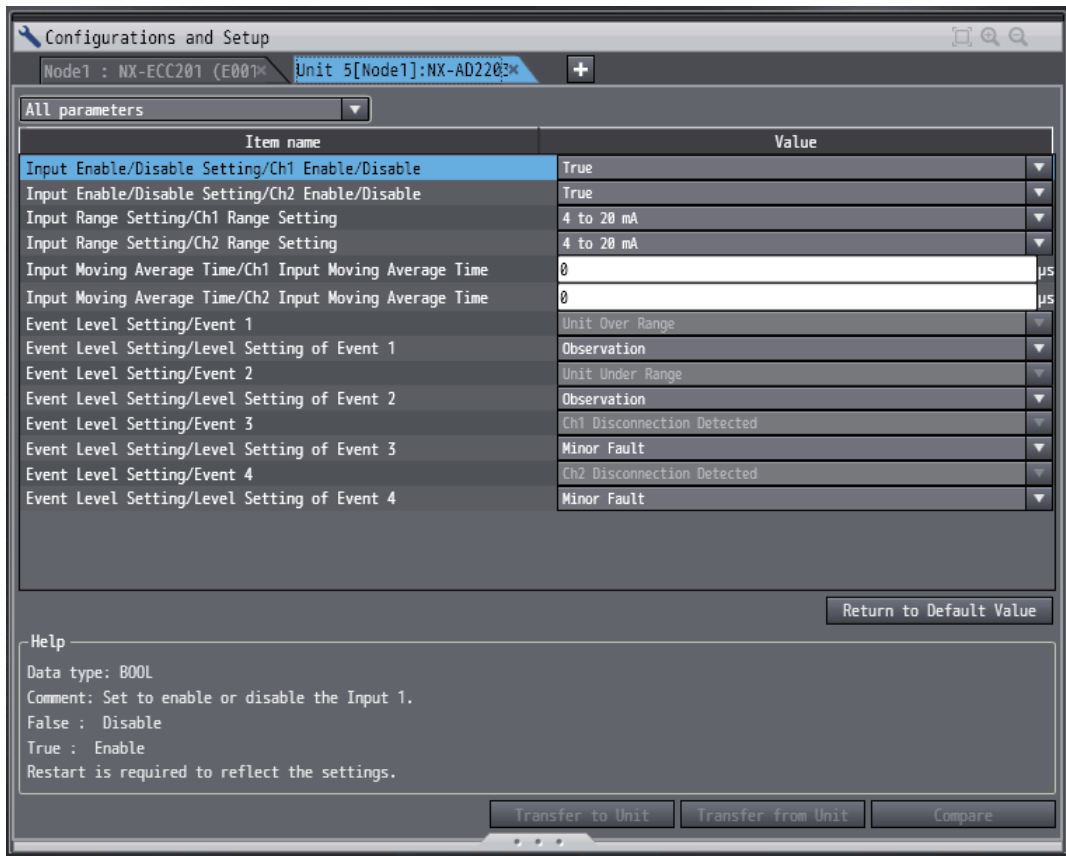 Configurations and Setup
Node1 : NX-ECC201 (E001 Unit 5[Node1]:NX-AD2203
All parameters
Item name Value
Input Enable/Disable Setting/Ch1 Enable/Disable True
Input Enable/Disable Setting/Ch2 Enable/Disable True
Input Range Setting/Ch1 Range Setting 4 to 20 mA
Input Range Setting/Ch2 Range Setting 4 to 20 mA
Input Moving Average Time/Ch1 Input Moving Average Time 0 µs
Input Moving Average Time/Ch2 Input Moving Average Time 0 µs
Event Level Setting/Event 1 Unit Over Range
Event Level Setting/Level Setting of Event 1 Observation
Event Level Setting/Event 2 Unit Under Range
Event Level Setting/Level Setting of Event 2 Observation
Event Level Setting/Event 3 Ch1 Disconnection Detected
Event Level Setting/Level Setting of Event 3 Minor Fault
Event Level Setting/Event 4 Ch2 Disconnection Detected
Event Level Setting/Level Setting of Event 4 Minor Fault
Return to Default Value
Help
Data type: BOOL
Comment: Set to enable or disable the Input 1.
False : Disable
True : Enable
Restart is required to reflect the settings.
Transfer to Unit Transfer from Unit Compare